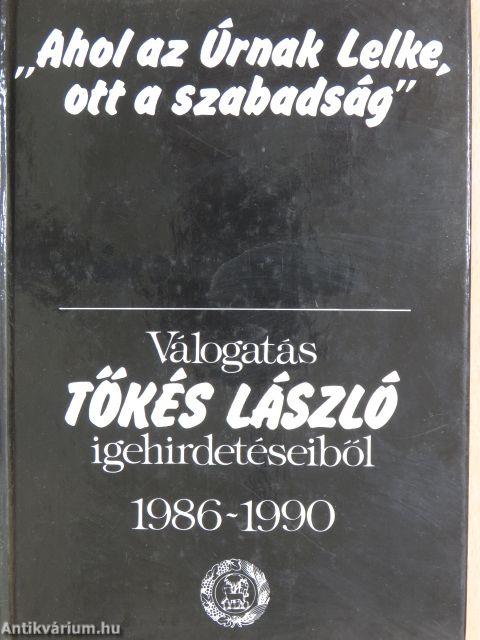 „Ahol az Úrnak Lelke,
ott a szabadság"
Válogatás
TŐKÉS LÁSZLÓ
igehirdetéseiből
1986-1990
Antikvárium.hu